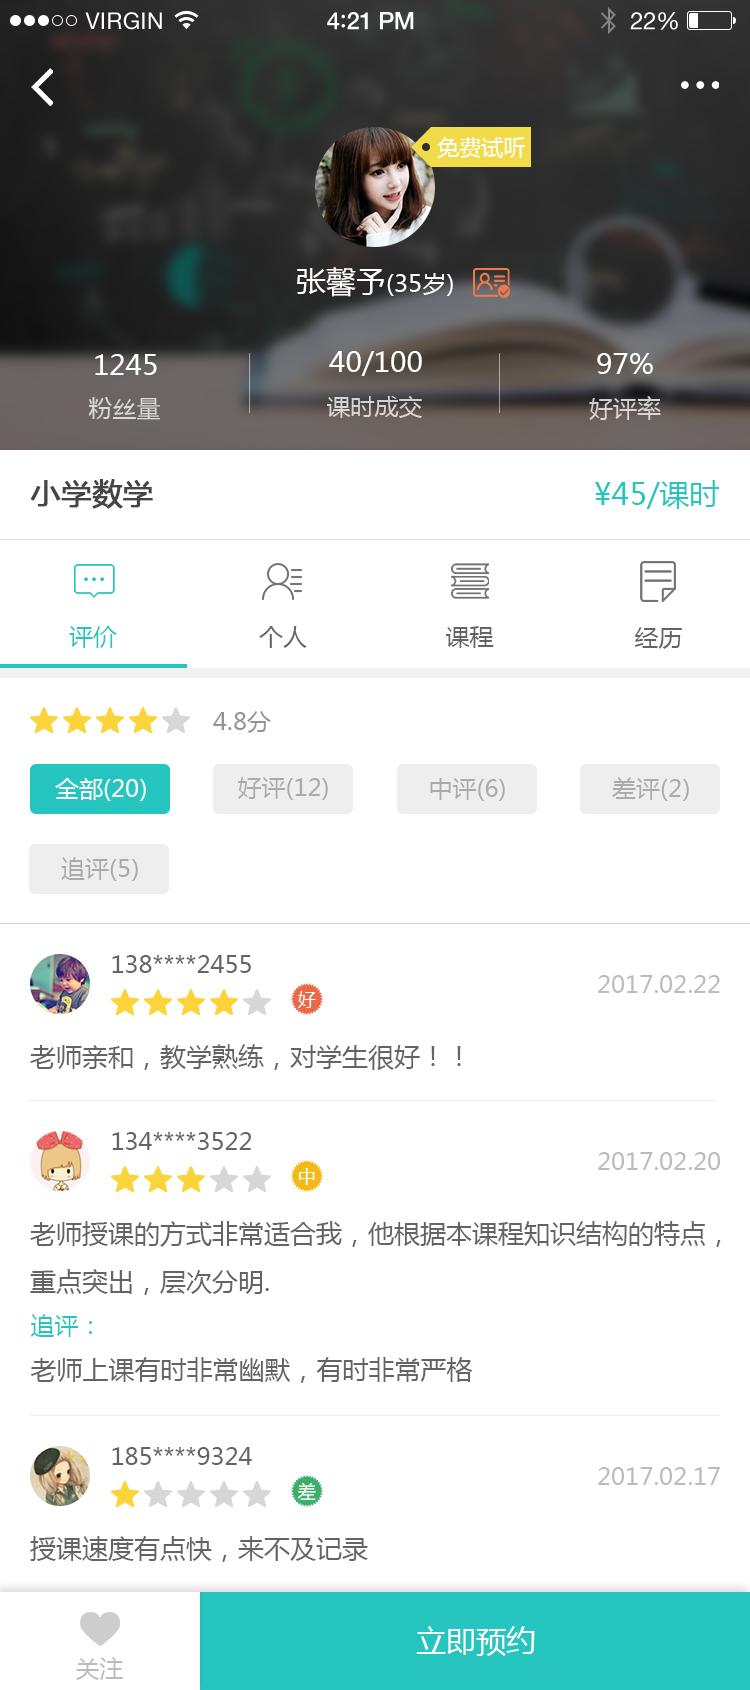 VIRGIN 4:21 PM 22%
免费试听
张馨予(35岁)
1245 40/100 97%
粉丝量 课时成交 好评率
小学数学 ¥45/课时
评价 个人 课程 经历
4.8分
全部(20) 好评(12) 中评(6) 差评(2)
追评(5)
138****2455
2017.02.22
好
老师亲和，教学熟练，对学生很好！！
134****3522
2017.02.20
中
老师授课的方式非常适合我，他根据本课程知识结构的特点，
重点突出，层次分明.
追评：
老师上课有时非常幽默，有时非常严格
185****9324
2017.02.17
差
授课速度有点快，来不及记录
关注 立即预约